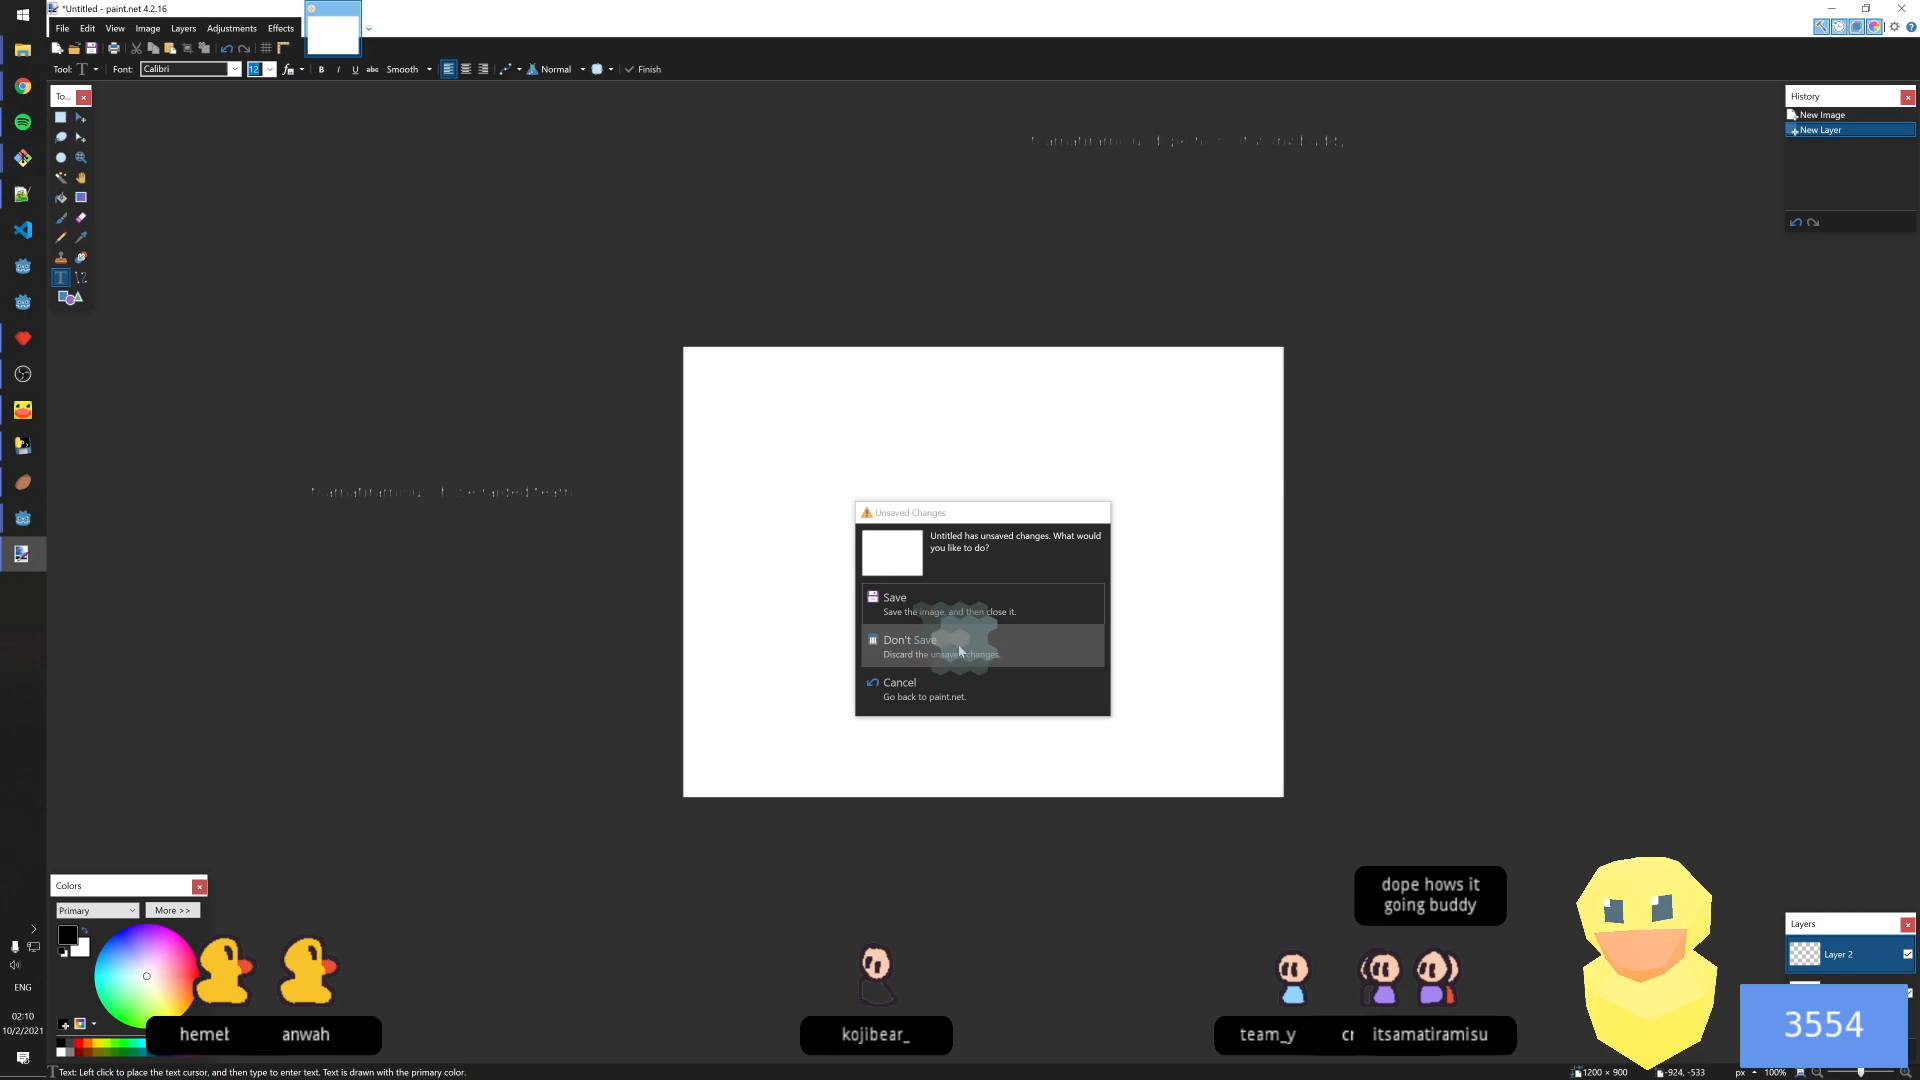 *Untitled - paint.net 4.2.16
File Edit View Image Layers Adjustments Effects
Tool: T Font: Calibri 12 B I U abc Smooth Normal Finish
To...
History
New Image
New Layer
Unsaved Changes
Untitled has unsaved changes. What would
you like to do?
Save
Save the image, and then close it.
Don't Save
Discard the unsaved changes.
Cancel
Go back to paint.net.
Colors
Primary More >>
dope hows it
going buddy
Layers
Layer 2
ENG
02:10
10/2/2021
anwah
kojibear_
team_y
itsamatiramisu
3554
Text: Left click to place the text cursor, and then type to enter text. Text is drawn with the primary color.
1200 × 900 -924, -533 px 100%